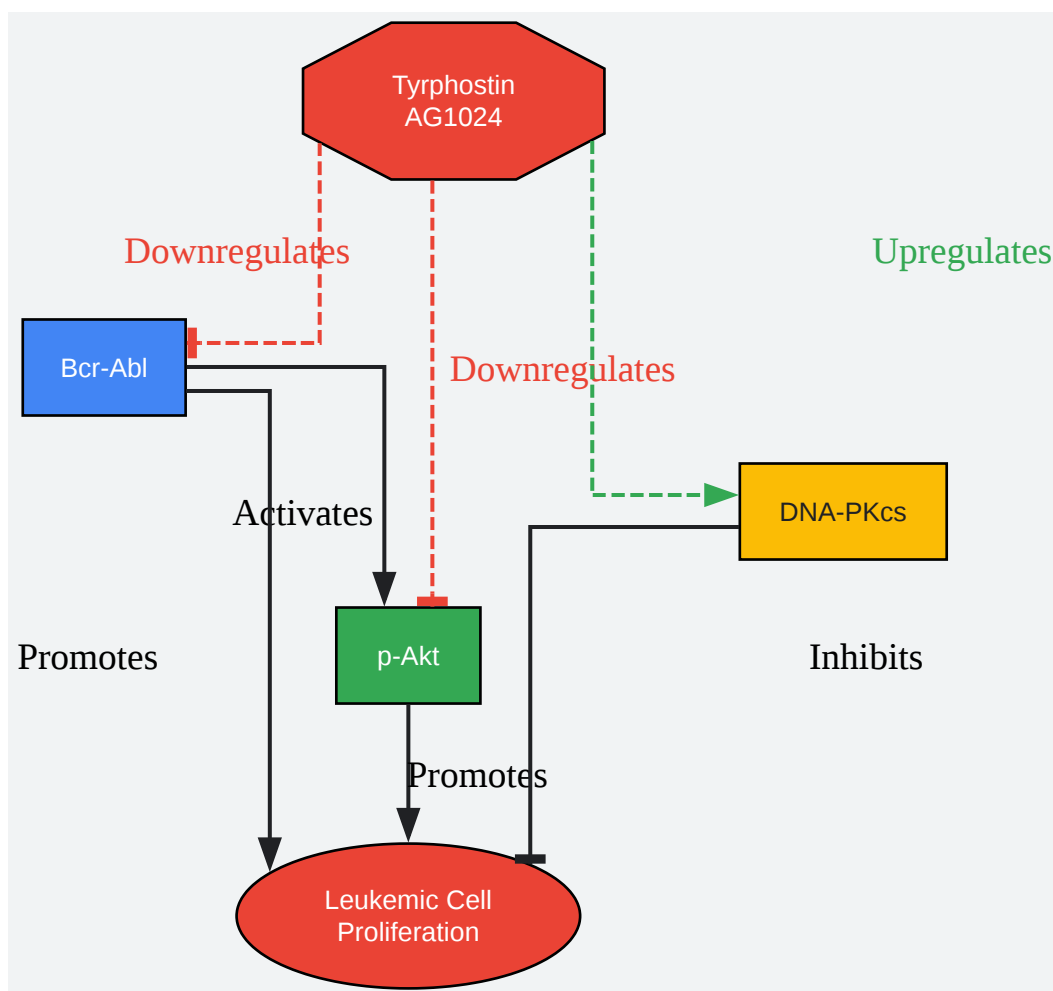 Tyrphostin
AG1024
Downregulates
Upregulates
Bcr-Abl
Downregulates
Activates
DNA-PKcs
Promotes
p-Akt
Inhibits
Promotes
Leukemic Cell
Proliferation